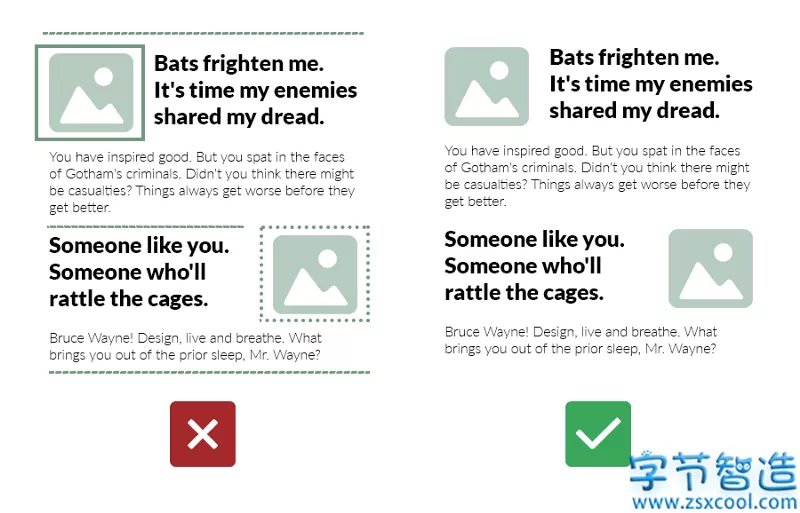 Bats frighten me.
It's time my enemies
shared my dread.
You have inspired good. But you spat in the faces
of Gotham's criminals. Didn't you think there might
be casualties? Things always get worse before they
get better.
Someone like you.
Someone who'll
rattle the cages.
Bruce Wayne! Design, live and breathe. What
brings you out of the prior sleep, Mr. Wayne?
Bats frighten me.
It's time my enemies
shared my dread.
You have inspired good. But you spat in the faces
of Gotham's criminals. Didn't you think there might
be casualties? Things always get worse before they
get better.
Someone like you.
Someone who'll
rattle the cages.
Bruce Wayne! Design, live and breathe. What
brings you out of the prior sleep, Mr. Wayne?
字节智造
www.zsxcool.com